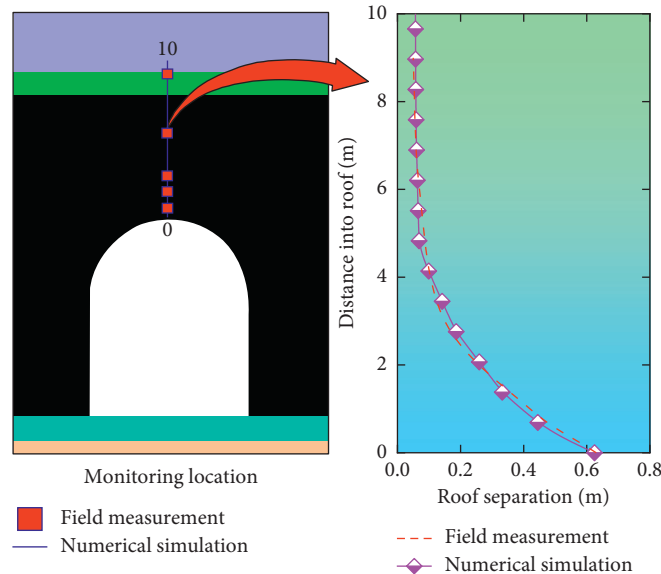 10
0
Monitoring location
Field measurement
Numerical simulation
10
8
6
4
2
0
Distance into roof (m)
0.0 0.2 0.4 0.6 0.8
Roof separation (m)
Field measurement
Numerical simulation